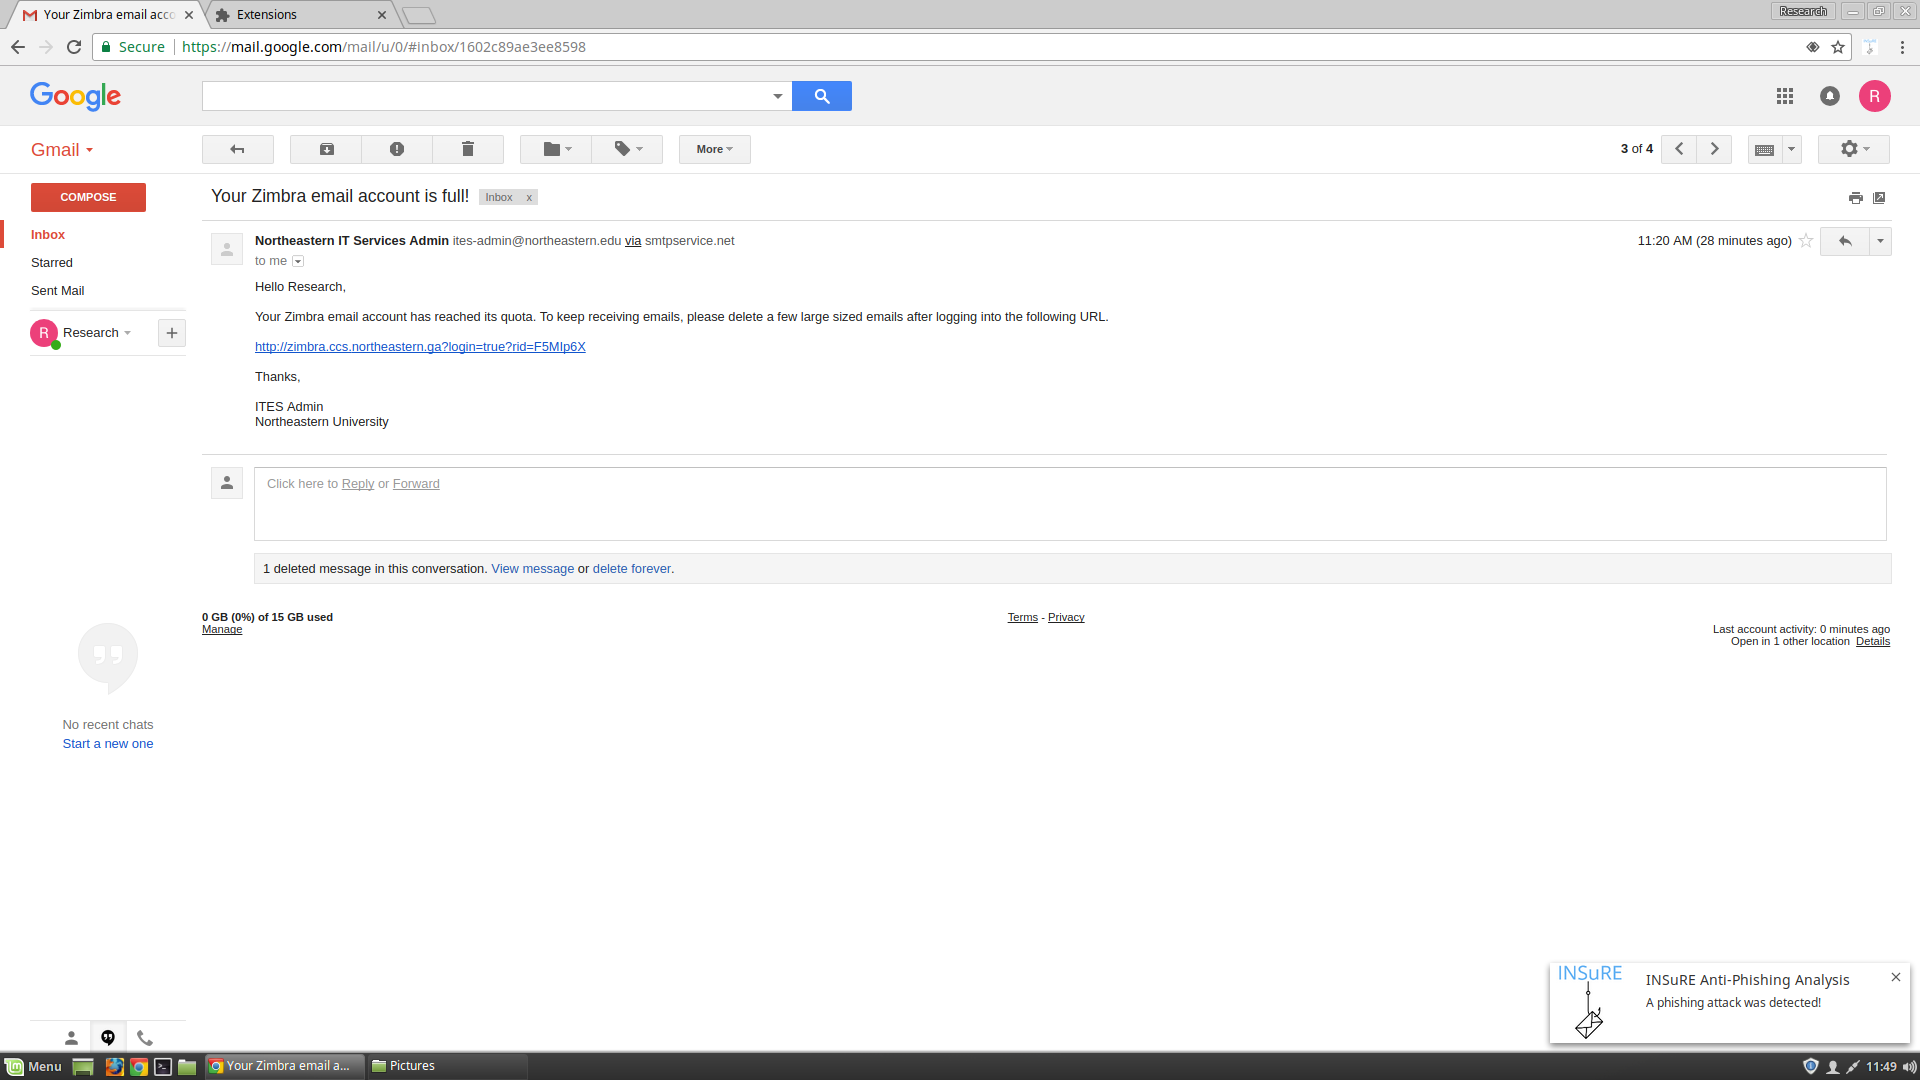 Your Zimbra email acco
Extensions
Research
Secure
https://mail.google.com/mail/u/0/#inbox/1602c89ae3ee8598
Google
R
Gmail
More
3 of 4
COMPOSE
Your Zimbra email account is full!
Inbox x
Inbox
Starred
Sent Mail
R Research
Northeastern IT Services Admin ites-admin@northeastern.edu via smtpservice.net
11:20 AM (28 minutes ago)
to me
Hello Research,
Your Zimbra email account has reached its quota. To keep receiving emails, please delete a few large sized emails after logging into the following URL.
http://zimbra.ccs.northeastern.ga?login=true?rid=F5MIp6X
Thanks,
ITES Admin
Northeastern University
Click here to Reply or Forward
1 deleted message in this conversation. View message or delete forever.
0 GB (0%) of 15 GB used
Manage
Terms - Privacy
Last account activity: 0 minutes ago
Open in 1 other location Details
No recent chats
Start a new one
INSuRE
INSuRE Anti-Phishing Analysis
A phishing attack was detected!
Menu
Your Zimbra email a...
Pictures
11:49